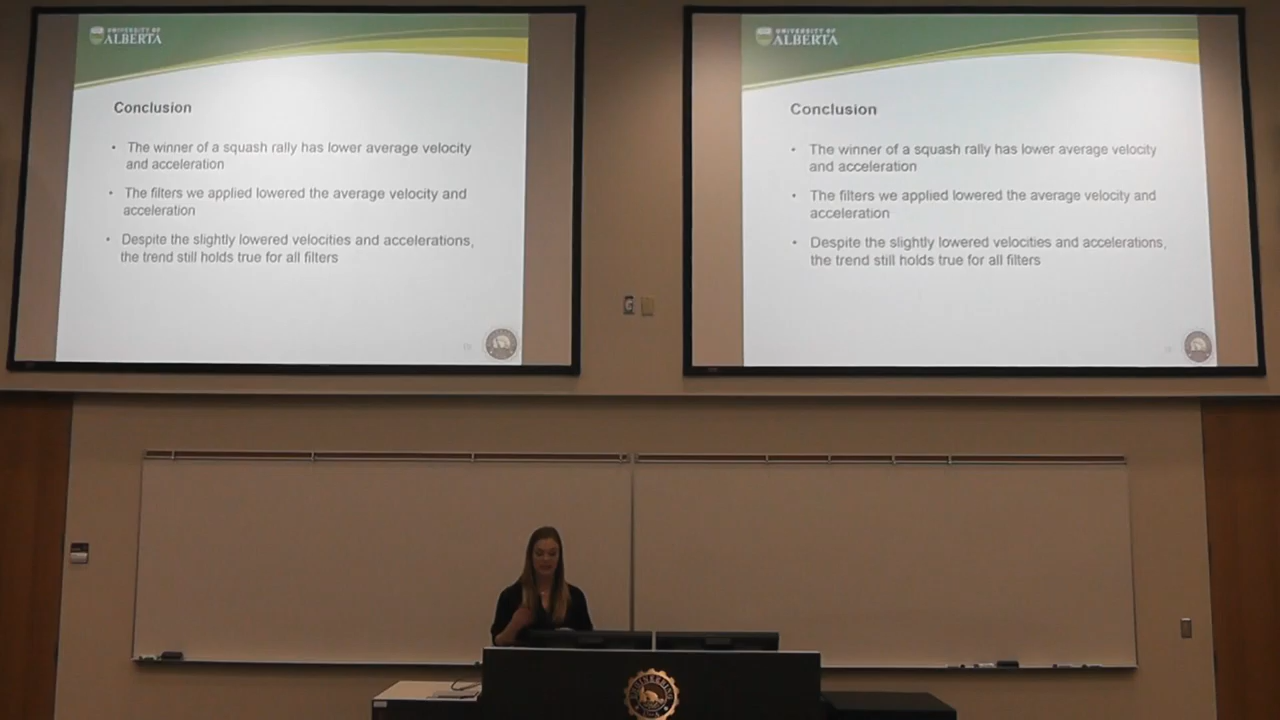 UNIVERSITY OF
ALBERTA
Conclusion
• The winner of a squash rally has lower average velocity
and acceleration
• The filters we applied lowered the average velocity and
acceleration
• Despite the slightly lowered velocities and accelerations,
the trend still holds true for all filters
UNIVERSITY OF
ALBERTA
Conclusion
• The winner of a squash rally has lower average velocity
and acceleration
• The filters we applied lowered the average velocity and
acceleration
• Despite the slightly lowered velocities and accelerations,
the trend still holds true for all filters
ENGINEERING